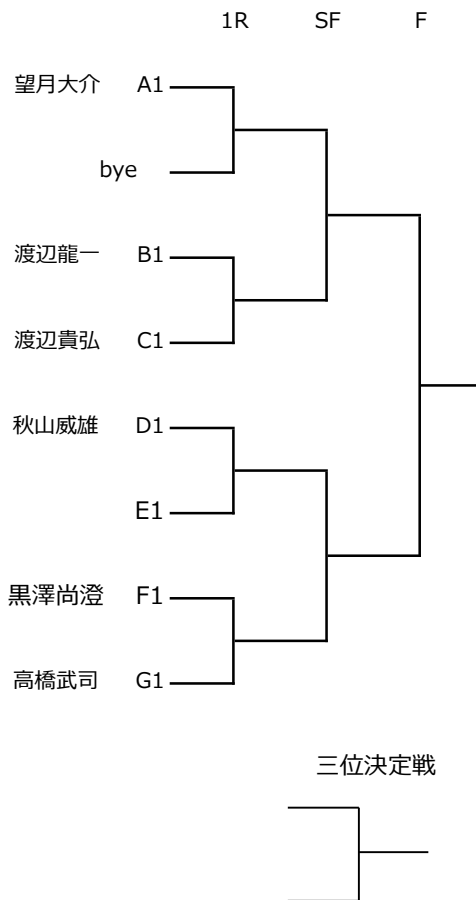 1R SF F
望月大介 A1
bye
渡辺龍一 B1
渡辺貴弘 C1
秋山威雄 D1
E1
黒澤尚澄 F1
高橋武司 G1
三位決定戦